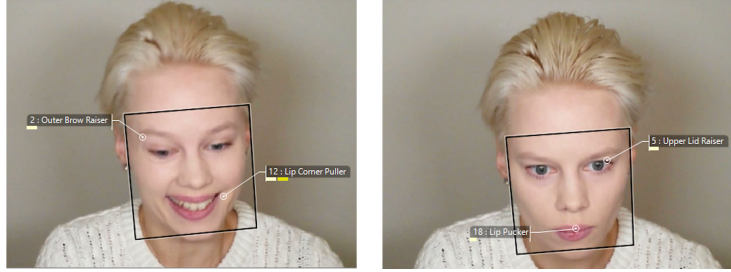 2 : Outer Brow Raiser
12 : Lip Corner Puller
5 : Upper Lid Raiser
18 : Lip Pucker